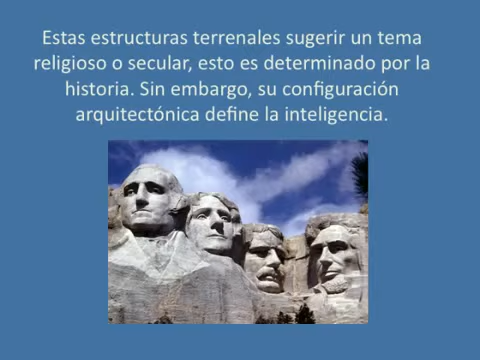 Estas estructuras terrenales sugerir un tema
religioso o secular, esto es determinado por la
historia. Sin embargo, su configuración
arquitectónica define la inteligencia.